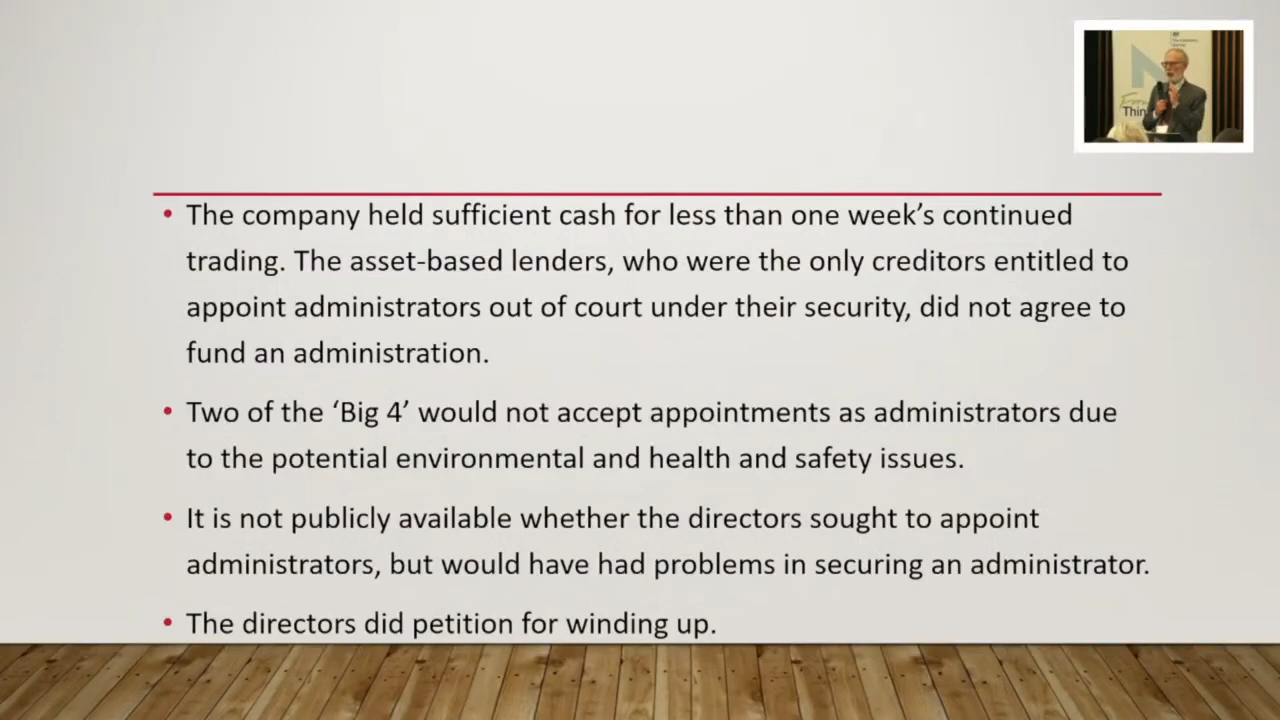 • The company held sufficient cash for less than one week’s continued
trading. The asset-based lenders, who were the only creditors entitled to
appoint administrators out of court under their security, did not agree to
fund an administration.
• Two of the ‘Big 4’ would not accept appointments as administrators due
to the potential environmental and health and safety issues.
• It is not publicly available whether the directors sought to appoint
administrators, but would have had problems in securing an administrator.
• The directors did petition for winding up.